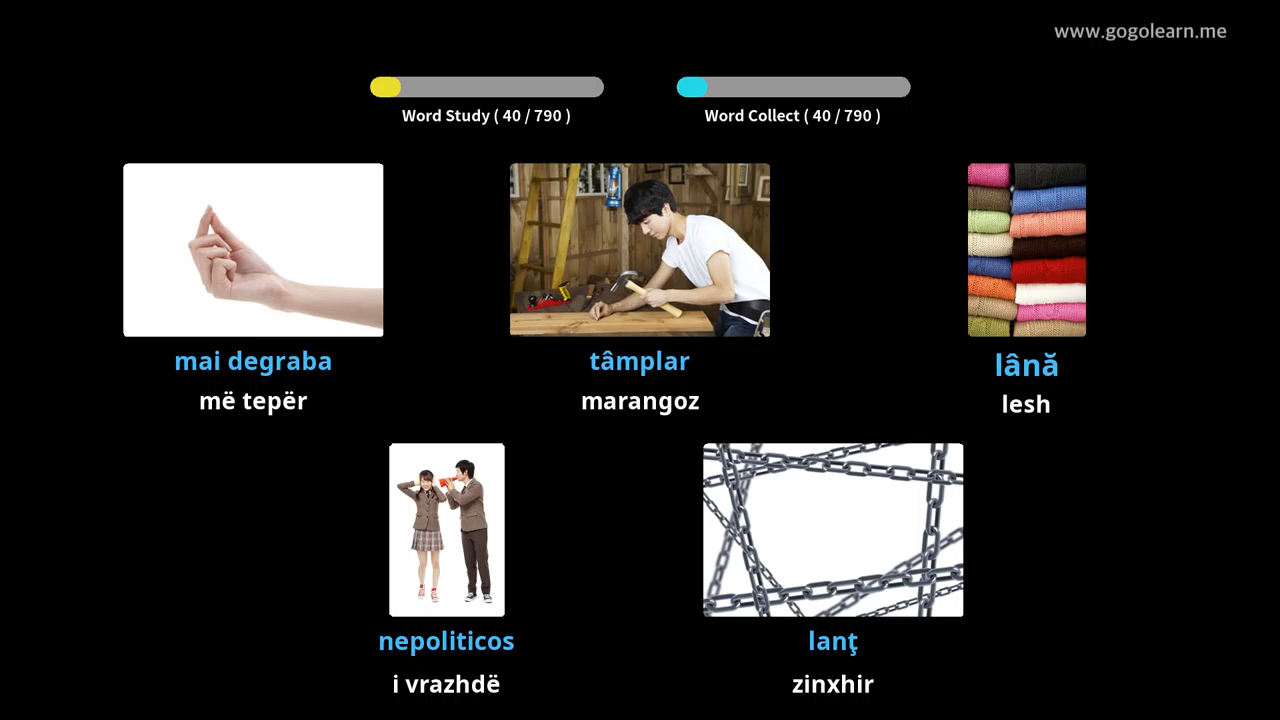 www.gogolearn.me
Word Study ( 40 / 790 )
Word Collect ( 40 / 790 )
mai degraba
më tepër
tâmplar
marangoz
lână
lesh
nepoliticos
i vrazhdë
lanţ
zinxhir